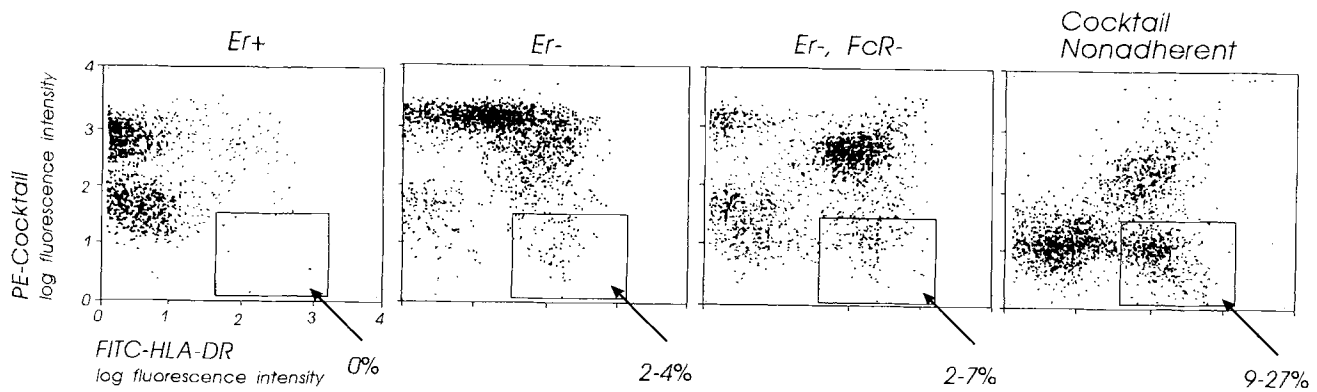 Er+
Er-
Er-, FcR-
Cocktail
Nonadherent
PE-Cocktail
log fluorescence intensity
4
3
2
1
0
0 1 2 3 4
FITC-HLA-DR
log fluorescence intensity
0%
2-4%
2-7%
9-27%